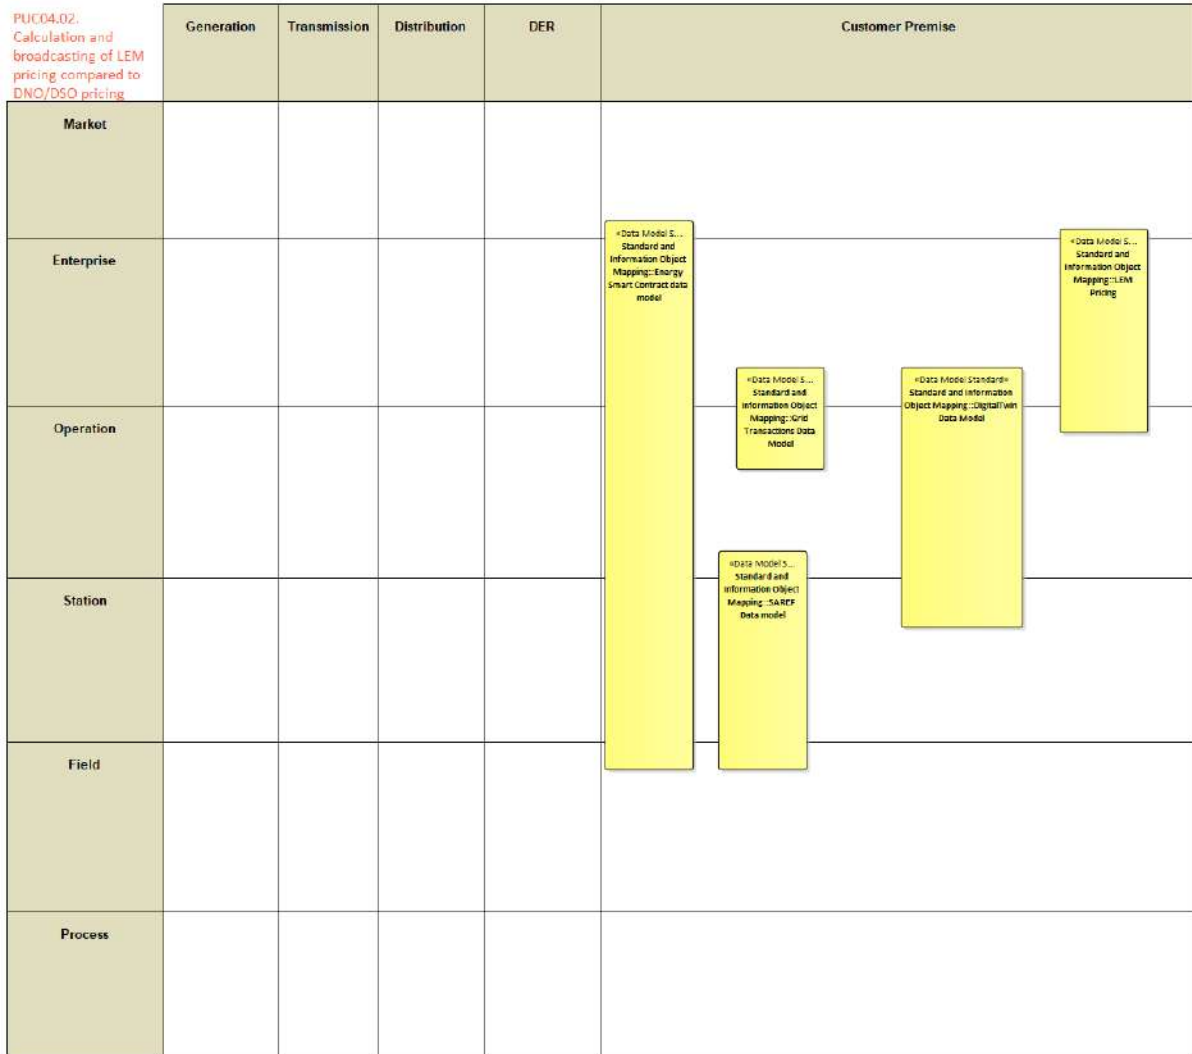 PUC04.02.
Calculation and
broadcasting of LEM
pricing compared to
DNO/DSO pricing
Generation
Transmission
Distribution
DER
Customer Premise
Market
Enterprise
Operation
Station
Field
Process
«Data Model S...
Standard and
Information Object
Mapping::Energy
Smart Contract data
model
«Data Model S...
Standard and
Information Object
Mapping::LEM
Pricing
«Data Model S...
Standard and
Information Object
Mapping::Grid
Transactions Data
Model
«Data Model Standard»
Standard and Information
Object Mapping::DigitalTwin
Data Model
«Data Model S...
Standard and
Information Object
Mapping::SAREF
Data model